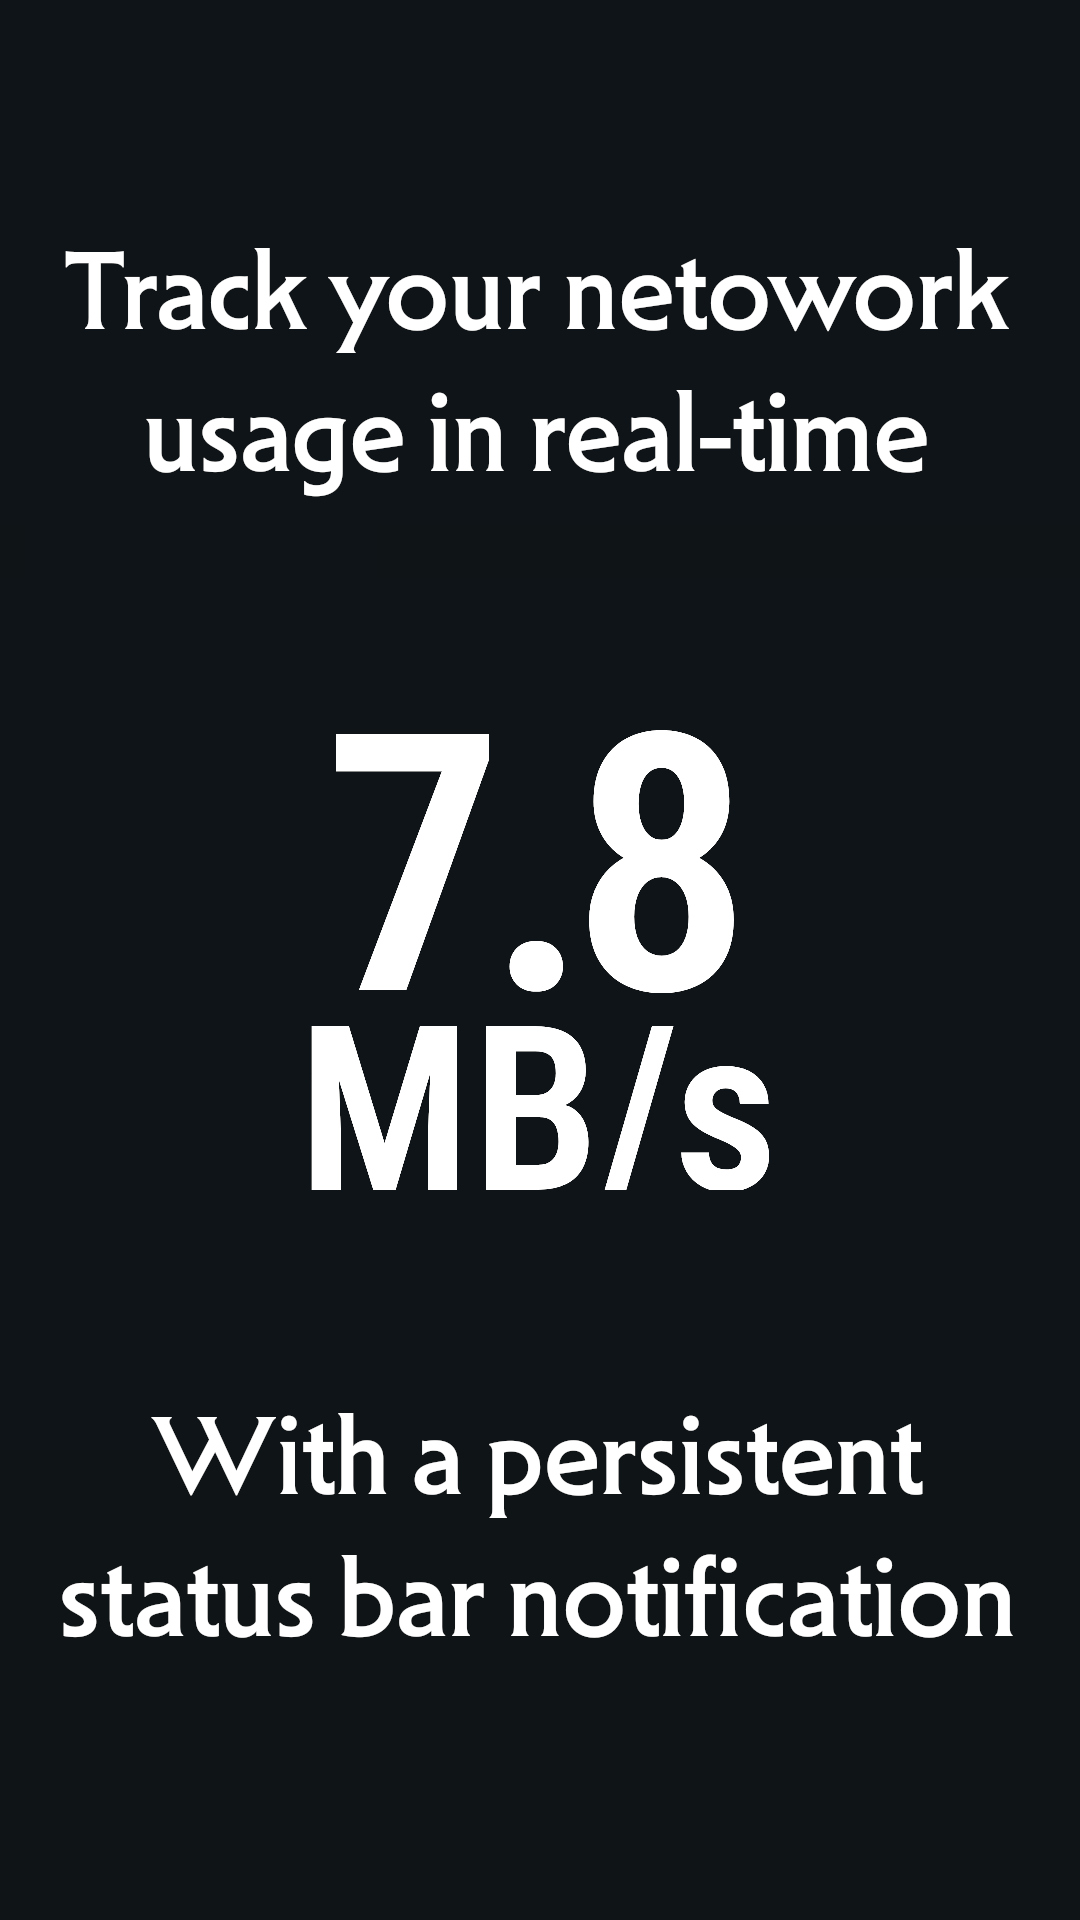 Track your netowork
usage in real-time
7.8
MB/s
With a persistent
status bar notification